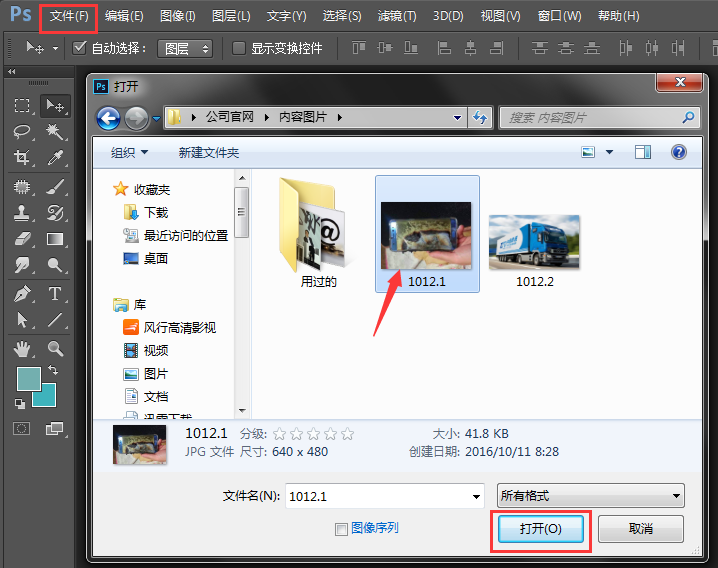 Ps 文件(F) 编辑(E) 图像(I) 图层(L) 文字(Y) 选择(S) 滤镜(T) 3D(D) 视图(V) 窗口(W) 帮助(H)
自动选择： 图层 显示变换控件
Ps 打开
公司官网 内容图片 搜索 内容图片
组织 新建文件夹
收藏夹
下载
最近访问的位置
桌面
库
风行高清影视
视频
图片
文档
迅雷下载
用过的
1012.1
1012.2
1012.1 分级: 大小: 41.8 KB
JPG 文件 尺寸: 640 x 480 创建日期: 2016/10/11 8:28
文件名(N): 1012.1 所有格式
图像序列 打开(O) 取消